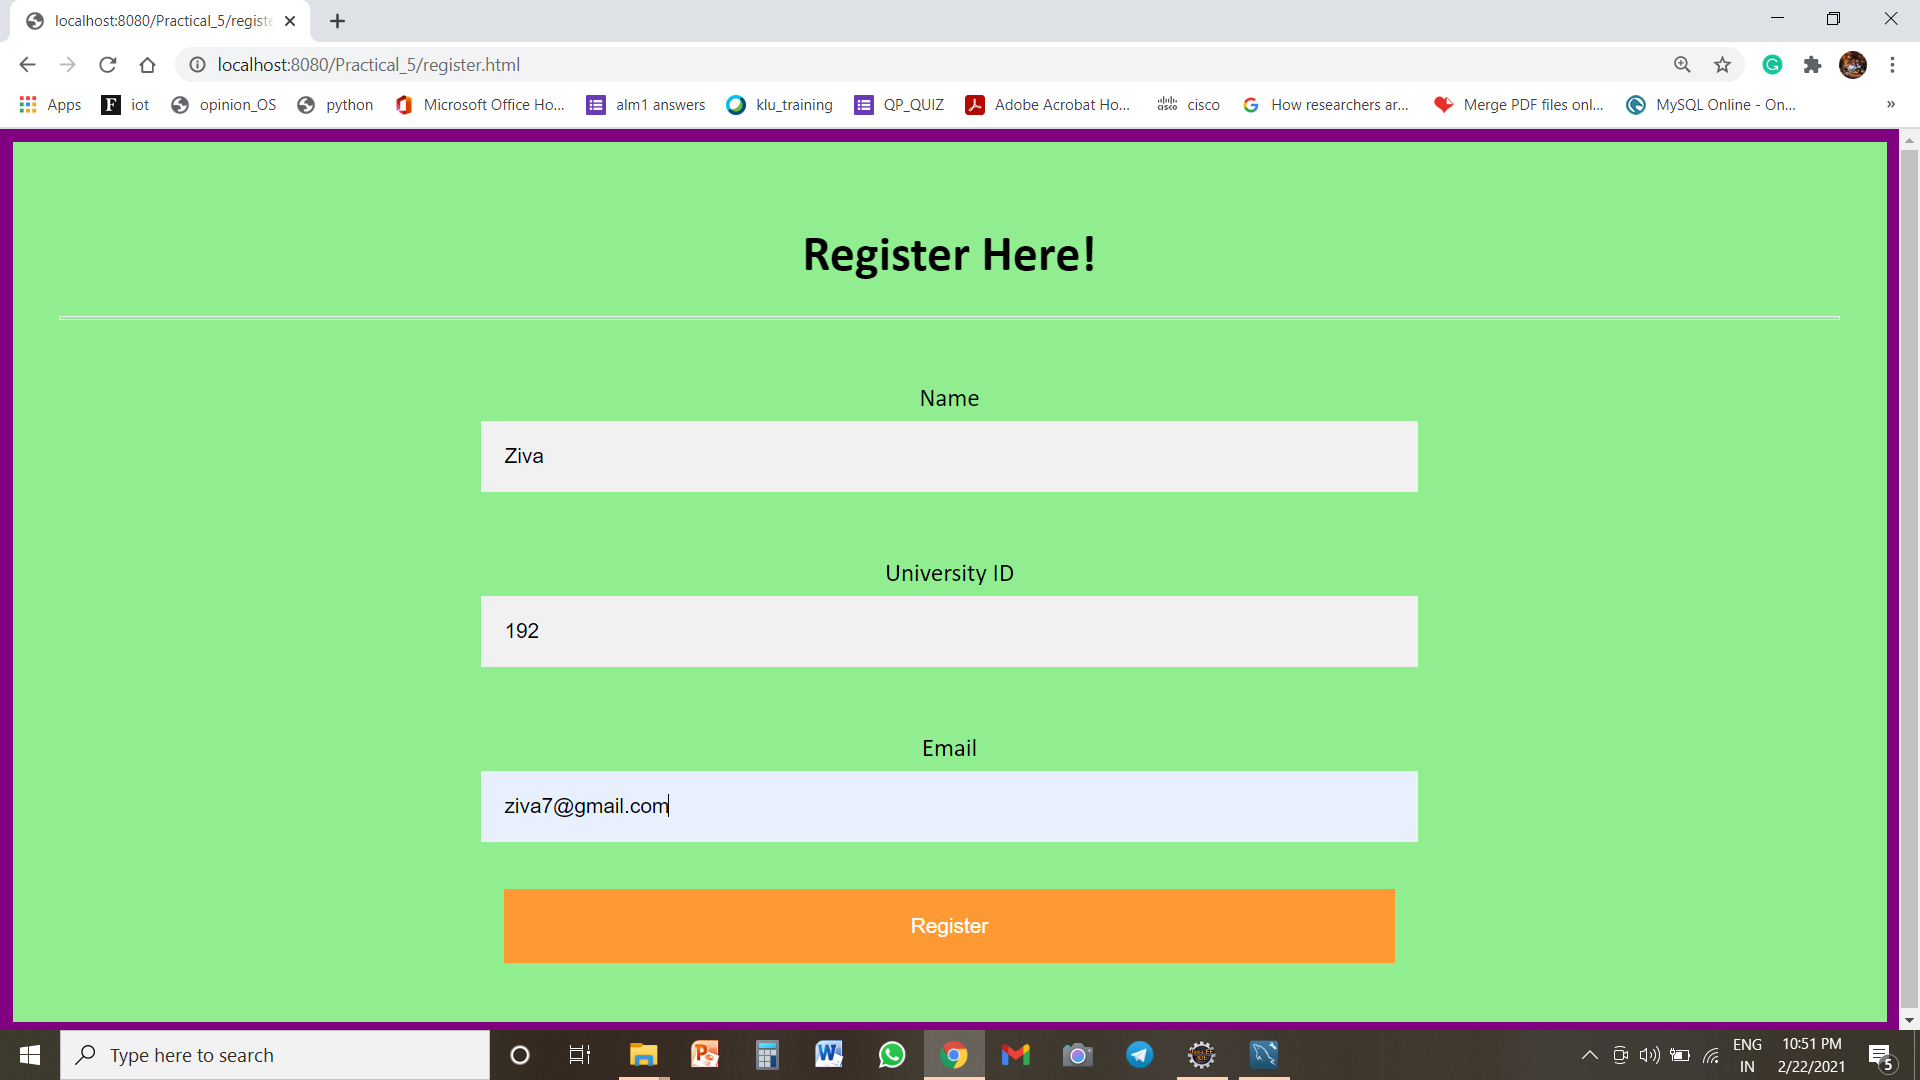 localhost:8080/Practical_5/registe
localhost:8080/Practical_5/register.html
Apps iot opinion_OS python Microsoft Office Ho... alm1 answers klu_training QP_QUIZ Adobe Acrobat Ho... cisco How researchers ar... Merge PDF files onl... MySQL Online - On... »
Register Here!
Name
Ziva
University ID
192
Email
ziva7@gmail.com
Register
Type here to search
ENG
IN
10:51 PM
2/22/2021
5